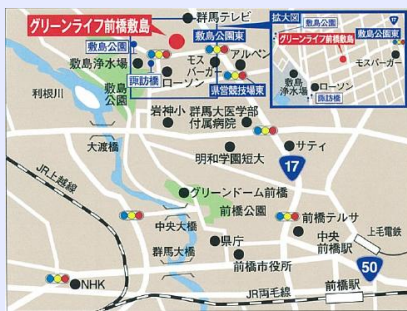 群馬テレビ
グリーンライフ前橋敷島
敷島公園
敷島公園東
敷島浄水場
モスバーガー
アルペン
ローソン
県営競技場東
敷島公園
諏訪橋
利根川
岩神小
群馬大医学部
付属病院
大渡橋
明和学園短大
サティ
17
JR上越線
グリーンドーム前橋
前橋公園
中央大橋
前橋テルサ
上毛電鉄
中央
前橋駅
群馬大橋
県庁
前橋市役所
50
NHK
JR両毛線
前橋駅
拡大図
敷島公園
17
グリーンライフ前橋敷島
敷島公園東
モスバーガー
敷島
浄水場
ローソン
諏訪橋